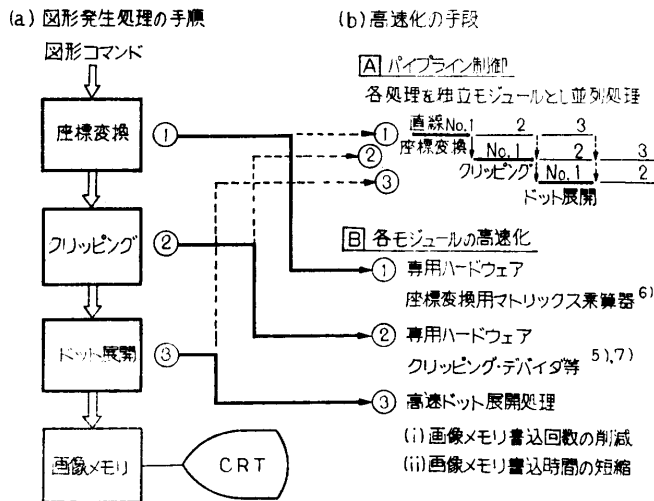 (a) 図形発生処理の手順
図形コマンド
座標変換 ①
クリッピング ②
ドット展開 ③
画像メモリ
CRT
(b) 高速化の手段
A パイプライン制御
各処理を独立モジュールとし並列処理
① 直線No.1 2 3
座標変換
② No.1 2 3
クリッピング
③ No.1 2
ドット展開
B 各モジュールの高速化
① 専用ハードウェア
座標変換用マトリックス乗算器 6)
② 専用ハードウェア
クリッピング・デバイダ等 5),7)
③ 高速ドット展開処理
(i) 画像メモリ書込回数の削減
(ii) 画像メモリ書込時間の短縮